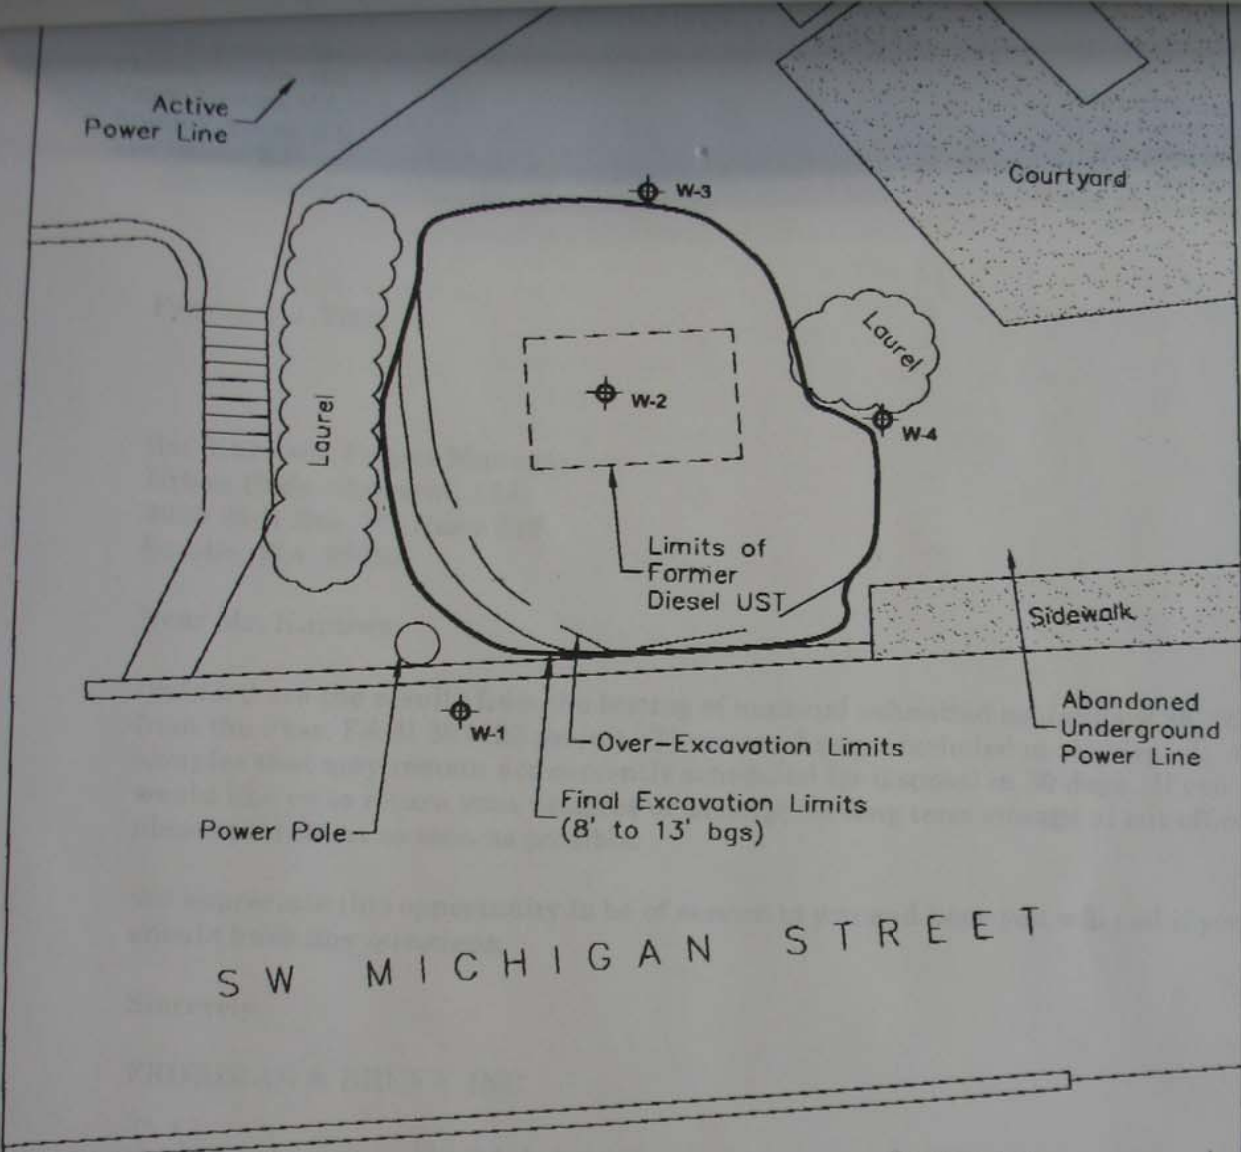 Active
Power Line
W-3
Courtyard
Laurel
Laurel
W-2
W-4
Limits of
Former
Diesel UST
Sidewalk
W-1
Over-Excavation Limits
Abandoned
Underground
Power Line
Final Excavation Limits
(8' to 13' bgs)
Power Pole
SW MICHIGAN STREET